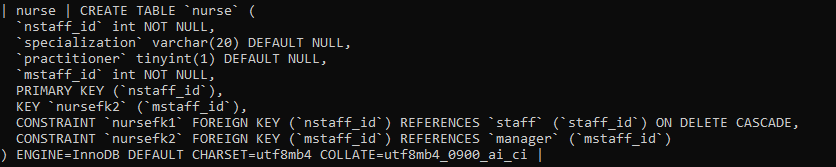 | nurse | CREATE TABLE `nurse` (
  `nstaff_id` int NOT NULL,
  `specialization` varchar(20) DEFAULT NULL,
  `practitioner` tinyint(1) DEFAULT NULL,
  `mstaff_id` int NOT NULL,
  PRIMARY KEY (`nstaff_id`),
  KEY `nursefk2` (`mstaff_id`),
  CONSTRAINT `nursefk1` FOREIGN KEY (`nstaff_id`) REFERENCES `staff` (`staff_id`) ON DELETE CASCADE,
  CONSTRAINT `nursefk2` FOREIGN KEY (`mstaff_id`) REFERENCES `manager` (`mstaff_id`)
) ENGINE=InnoDB DEFAULT CHARSET=utf8mb4 COLLATE=utf8mb4_0900_ai_ci |